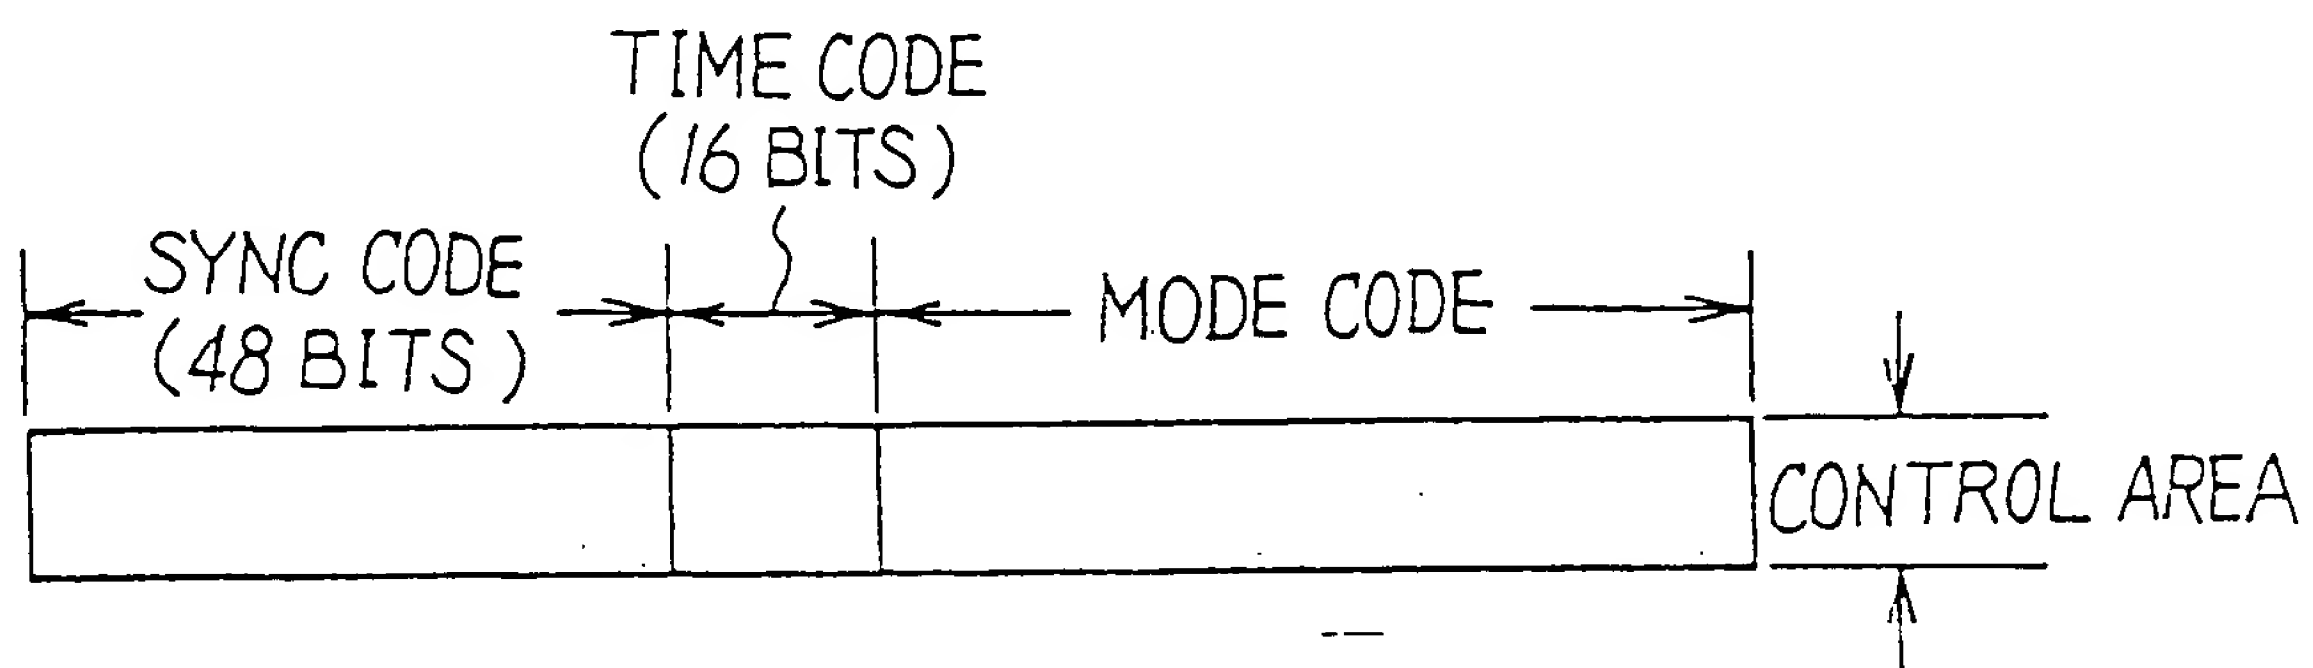 TIME CODE
(16 BITS)
SYNC CODE
(48 BITS)
MODE CODE
CONTROL AREA